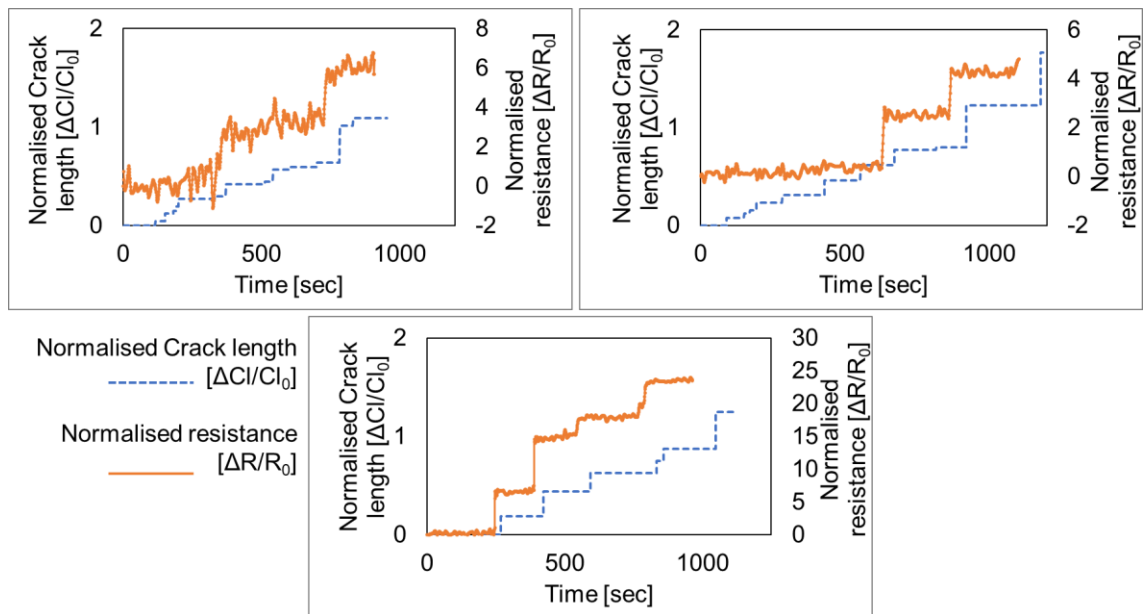 Normalised Crack
length [ΔCl/Cl₀]
2
1
0
8
6
4
2
0
-2
Normalised
resistance [ΔR/R₀]
0
500
1000
Time [sec]
Normalised Crack
length [ΔCl/Cl₀]
2
1
0
6
4
2
0
-2
Normalised
resistance [ΔR/R₀]
0
500
1000
Time [sec]
Normalised Crack length
[ΔCl/Cl₀]
Normalised resistance
[ΔR/R₀]
Normalised Crack
length [ΔCl/Cl₀]
2
1
0
30
25
20
15
10
5
0
Normalised
resistance [ΔR/R₀]
0
500
1000
Time [sec]